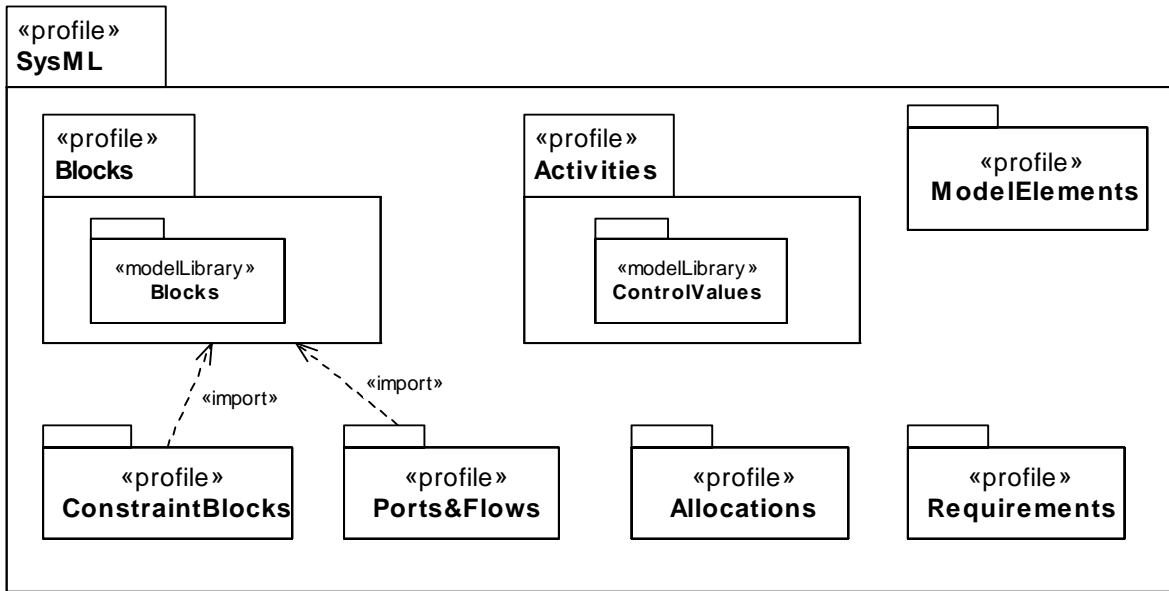 «profile»
SysML
«profile»
Blocks
«modelLibrary»
Blocks
«profile»
Activities
«modelLibrary»
ControlValues
«profile»
ModelElements
«import»
«import»
«profile»
ConstraintBlocks
«profile»
Ports&Flows
«profile»
Allocations
«profile»
Requirements